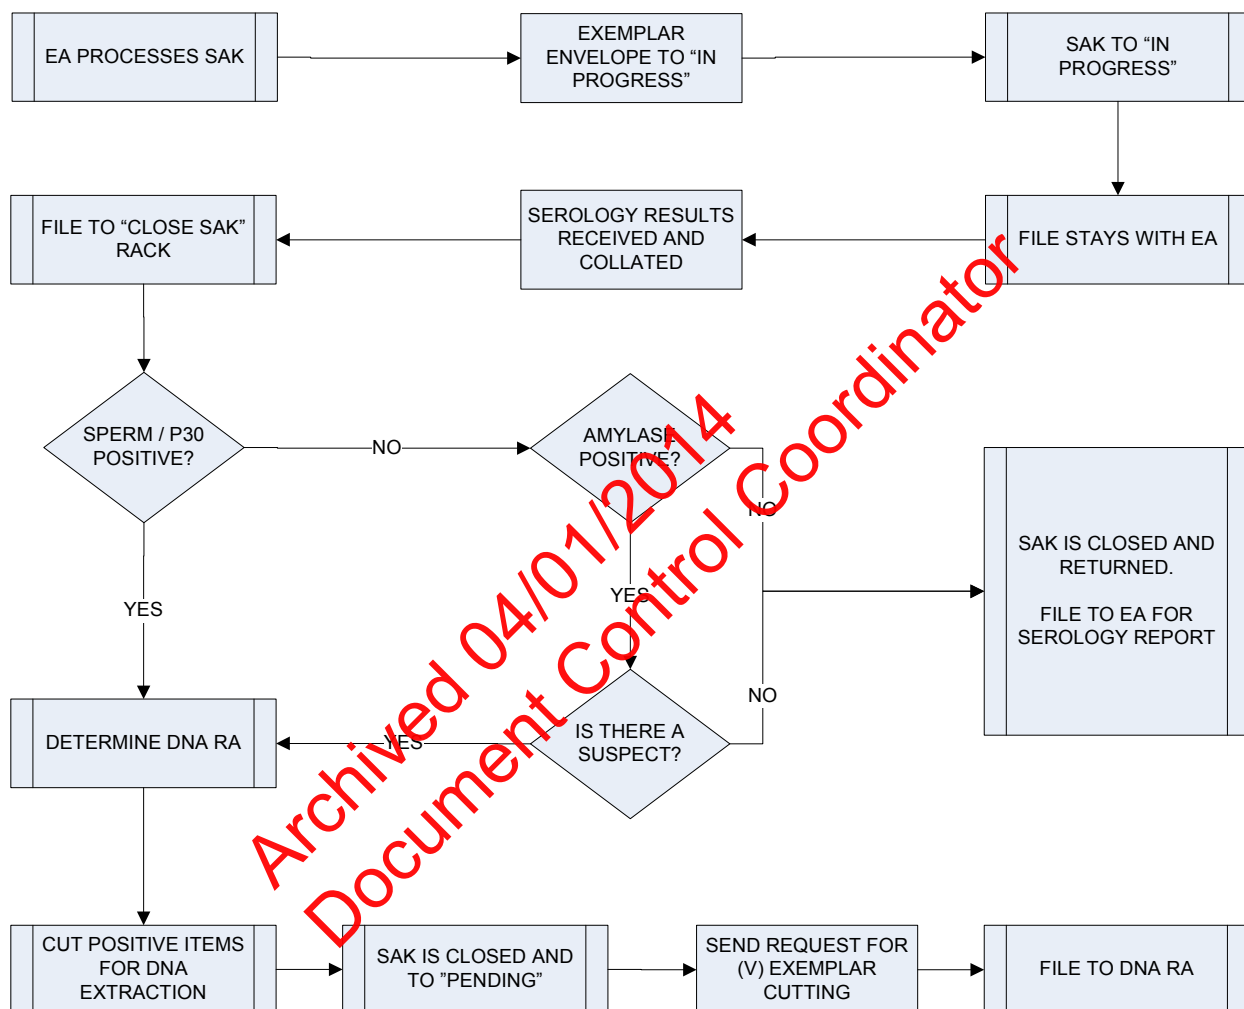 EA PROCESSES SAK
EXEMPLAR
ENVELOPE TO “IN
PROGRESS”
SAK TO “IN
PROGRESS”
FILE TO “CLOSE SAK”
RACK
SEROLOGY RESULTS
RECEIVED AND
COLLATED
FILE STAYS WITH EA
SPERM / P30
POSITIVE?
NO
AMYLASE
POSITIVE?
NO
YES
YES
SAK IS CLOSED AND
RETURNED.
FILE TO EA FOR
SEROLOGY REPORT
DETERMINE DNA RA
YES
IS THERE A
SUSPECT?
NO
CUT POSITIVE ITEMS
FOR DNA
EXTRACTION
SAK IS CLOSED AND
TO ”PENDING”
SEND REQUEST FOR
(V) EXEMPLAR
CUTTING
FILE TO DNA RA
Archived 04/01/2014
Document Control Coordinator